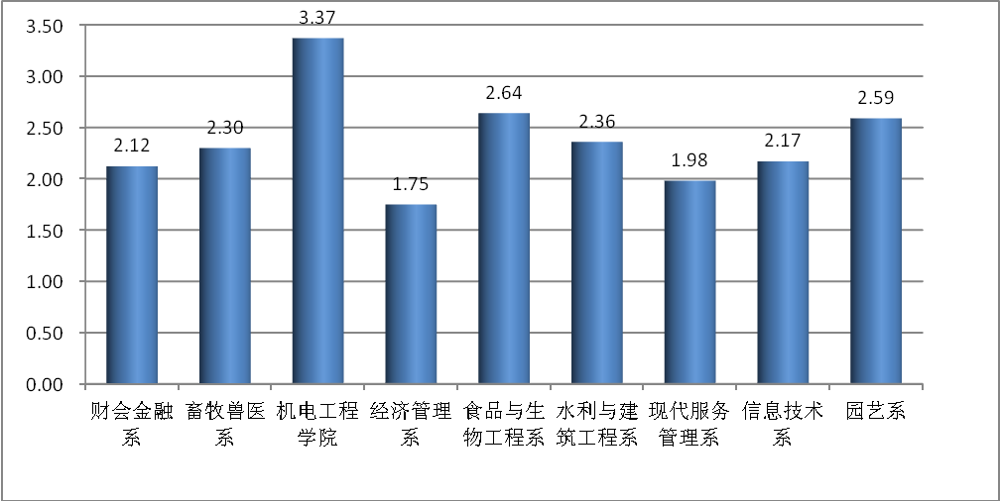 3.50
3.00
2.50
2.00
1.50
1.00
0.50
0.00
2.12
2.30
3.37
1.75
2.64
2.36
1.98
2.17
2.59
财会金融
系
畜牧兽医
系
机电工程
学院
经济管理
系
食品与生
物工程系
水利与建
筑工程系
现代服务
管理系
信息技术
系
园艺系